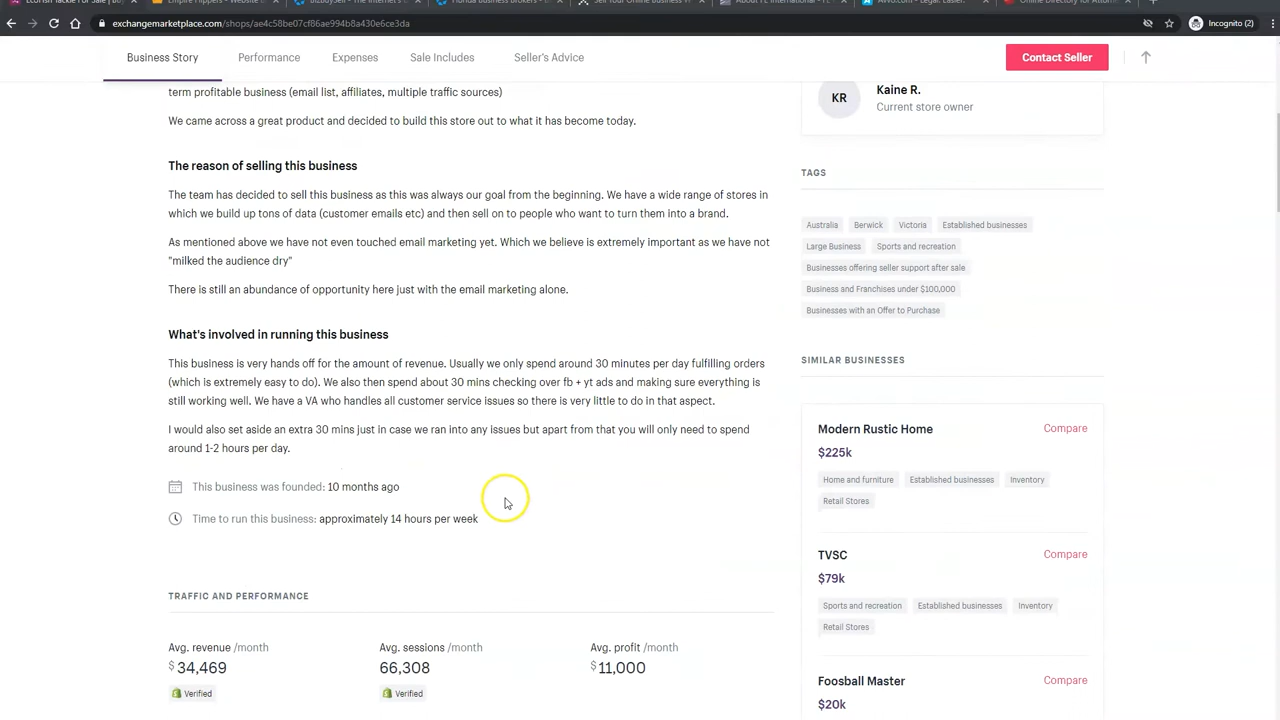 exchangemarketplace.com/shops/ae4c58be07cf86ae994b8a430e6ce3da
Incognito (2)
Business Story
Performance
Expenses
Sale Includes
Seller's Advice
Contact Seller
term profitable business (email list, affiliates, multiple traffic sources)
We came across a great product and decided to build this store out to what it has become today.
The reason of selling this business
The team has decided to sell this business as this was always our goal from the beginning. We have a wide range of stores in
which we build up tons of data (customer emails etc) and then sell on to people who want to turn them into a brand.
As mentioned above we have not even touched email marketing yet. Which we believe is extremely important as we have not
"milked the audience dry"
There is still an abundance of opportunity here just with the email marketing alone.
What's involved in running this business
This business is very hands off for the amount of revenue. Usually we only spend around 30 minutes per day fulfilling orders
(which is extremely easy to do). We also then spend about 30 mins checking over fb + yt ads and making sure everything is
still working well. We have a VA who handles all customer service issues so there is very little to do in that aspect.
I would also set aside an extra 30 mins just in case we ran into any issues but apart from that you will only need to spend
around 1-2 hours per day.
This business was founded: 10 months ago
Time to run this business: approximately 14 hours per week
TRAFFIC AND PERFORMANCE
Avg. revenue /month
$34,469
Verified
Avg. sessions /month
66,308
Verified
Avg. profit /month
$11,000
KR
Kaine R.
Current store owner
TAGS
Australia
Berwick
Victoria
Established businesses
Large Business
Sports and recreation
Businesses offering seller support after sale
Business and Franchises under $100,000
Businesses with an Offer to Purchase
SIMILAR BUSINESSES
Modern Rustic Home
Compare
$225k
Home and furniture
Established businesses
Inventory
Retail Stores
TVSC
Compare
$79k
Sports and recreation
Established businesses
Inventory
Retail Stores
Foosball Master
Compare
$20k